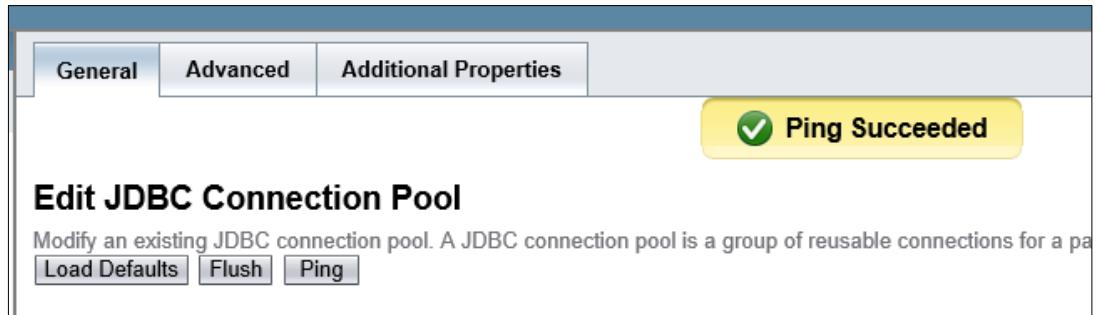 General Advanced Additional Properties
Ping Succeeded
Edit JDBC Connection Pool
Modify an existing JDBC connection pool. A JDBC connection pool is a group of reusable connections for a pa
Load Defaults Flush Ping